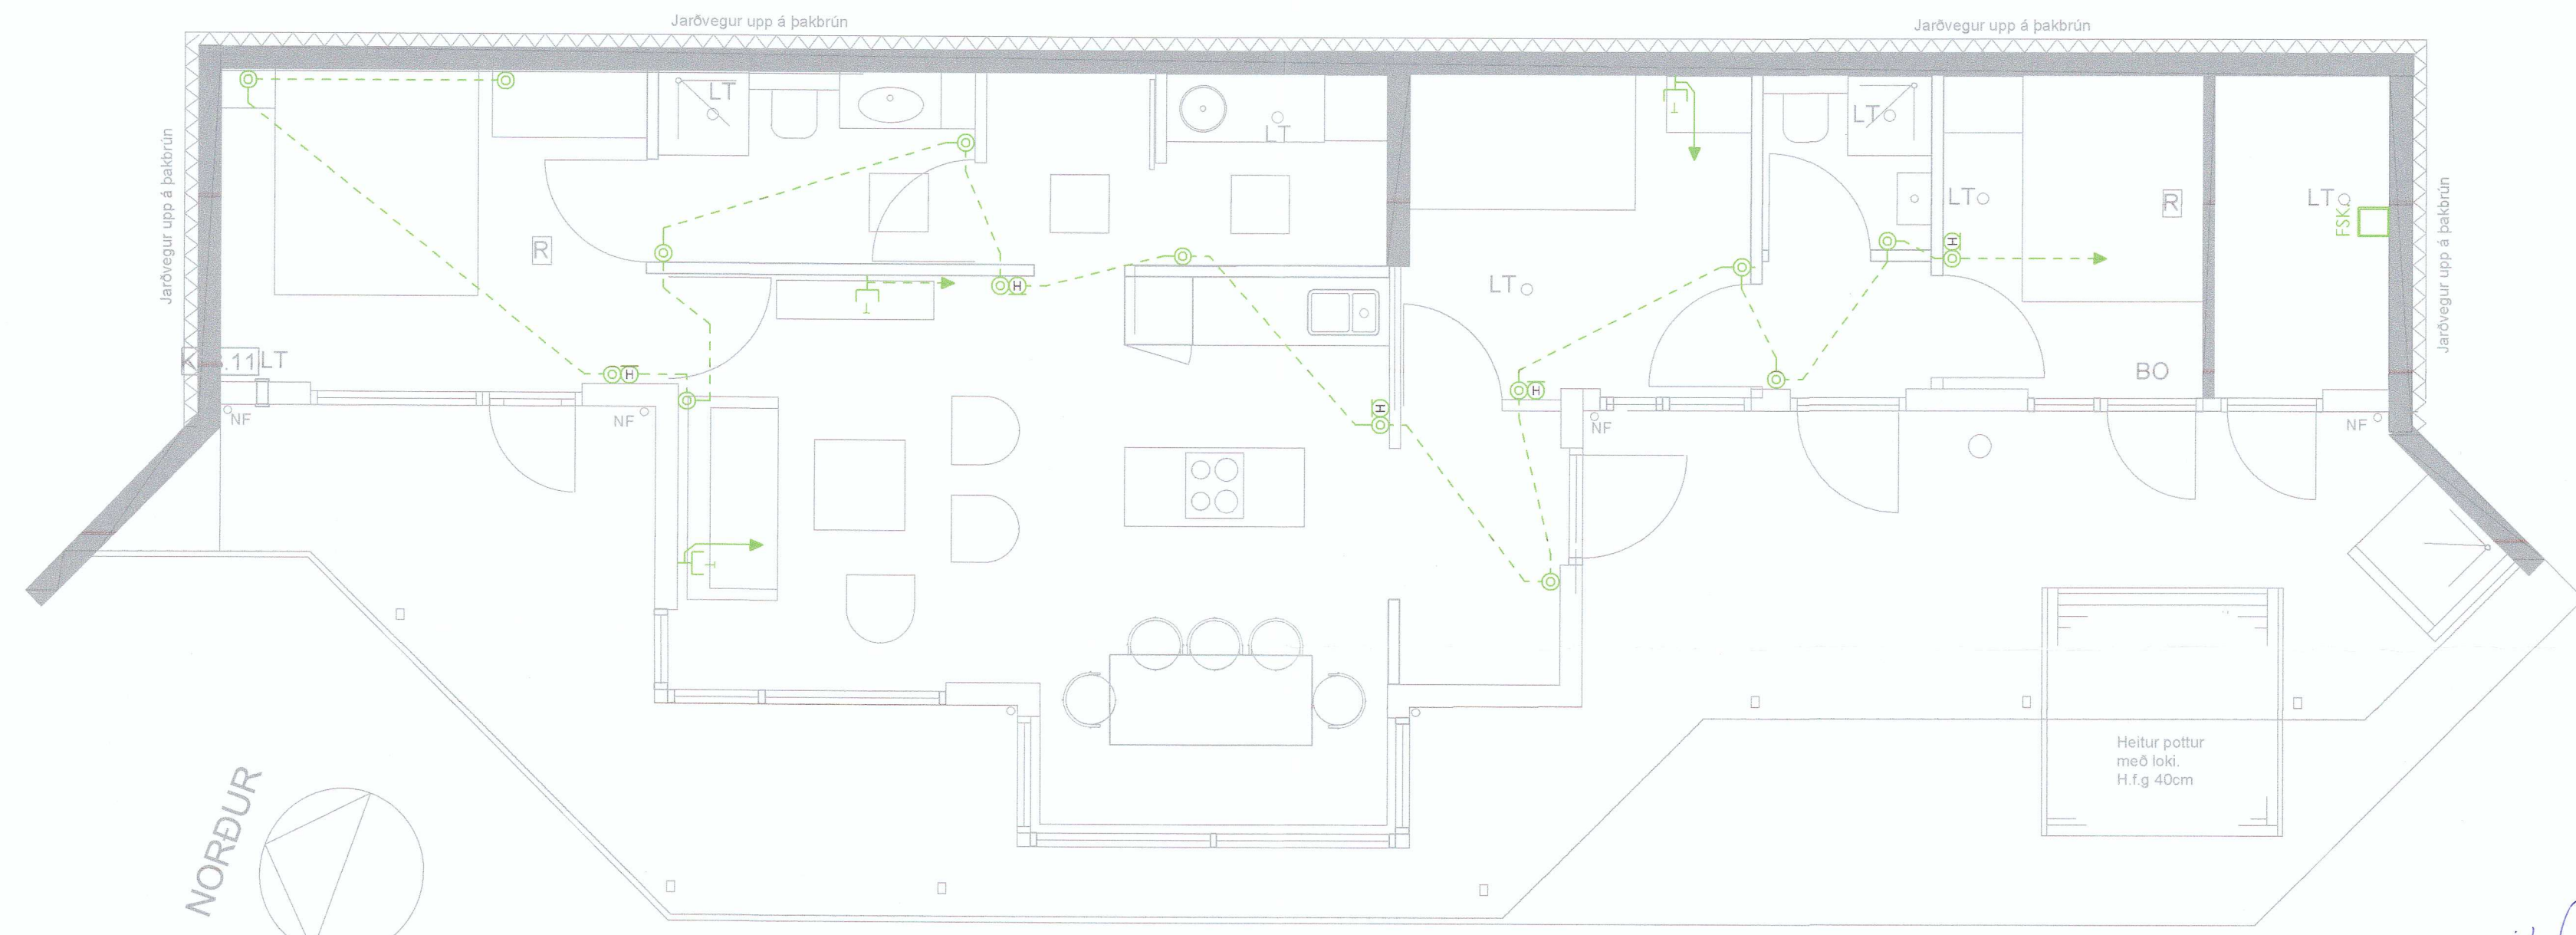 Jarðvegur upp á þakbrún
Jarðvegur upp á þakbrún
Jarðvegur upp á þakbrún
Jarðvegur upp á þakbrún
LT
LT
LT
R
LT
R
LT
FSK.
H
H
LT
T
T
.11 LT
H
H
H
BO
NF
NF
NF
NF
T
Heitur pottur
með loki.
H.f.g 40cm
NORÐUR